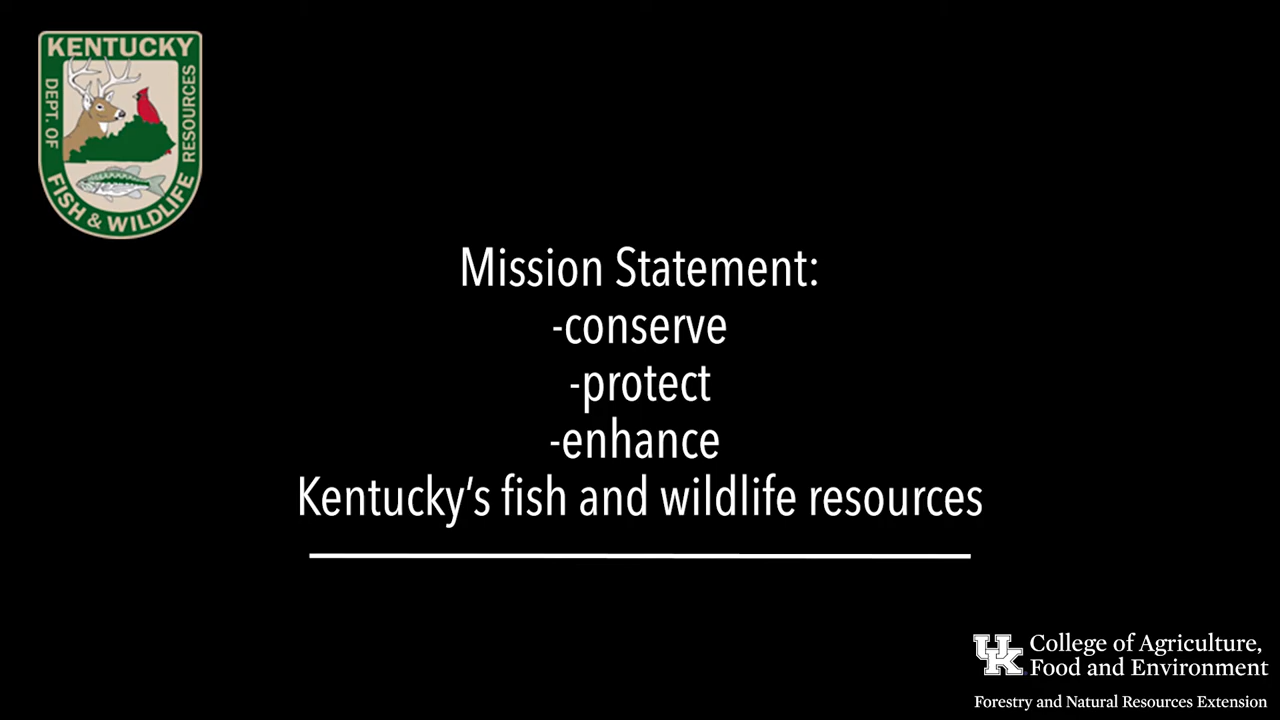 KENTUCKY
DEPT. OF
RESOURCES
FISH & WILDLIFE
Mission Statement:
-conserve
-protect
-enhance
Kentucky's fish and wildlife resources
UK
College of Agriculture,
Food and Environment
Forestry and Natural Resources Extension